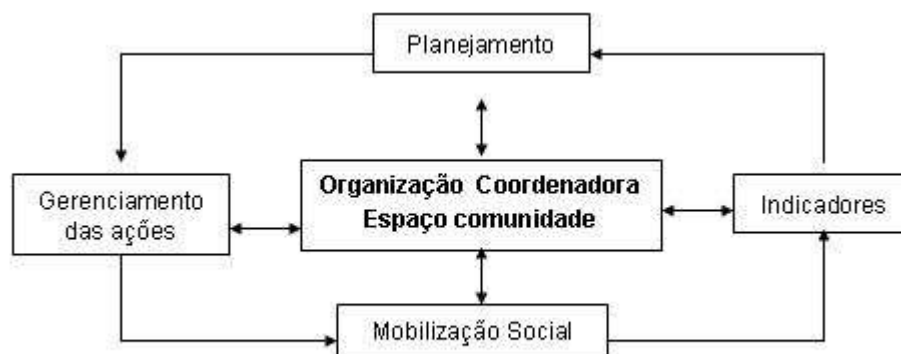 Planejamento
Organização Coordenadora
Espaço comunidade
Gerenciamento
das ações
Indicadores
Mobilização Social